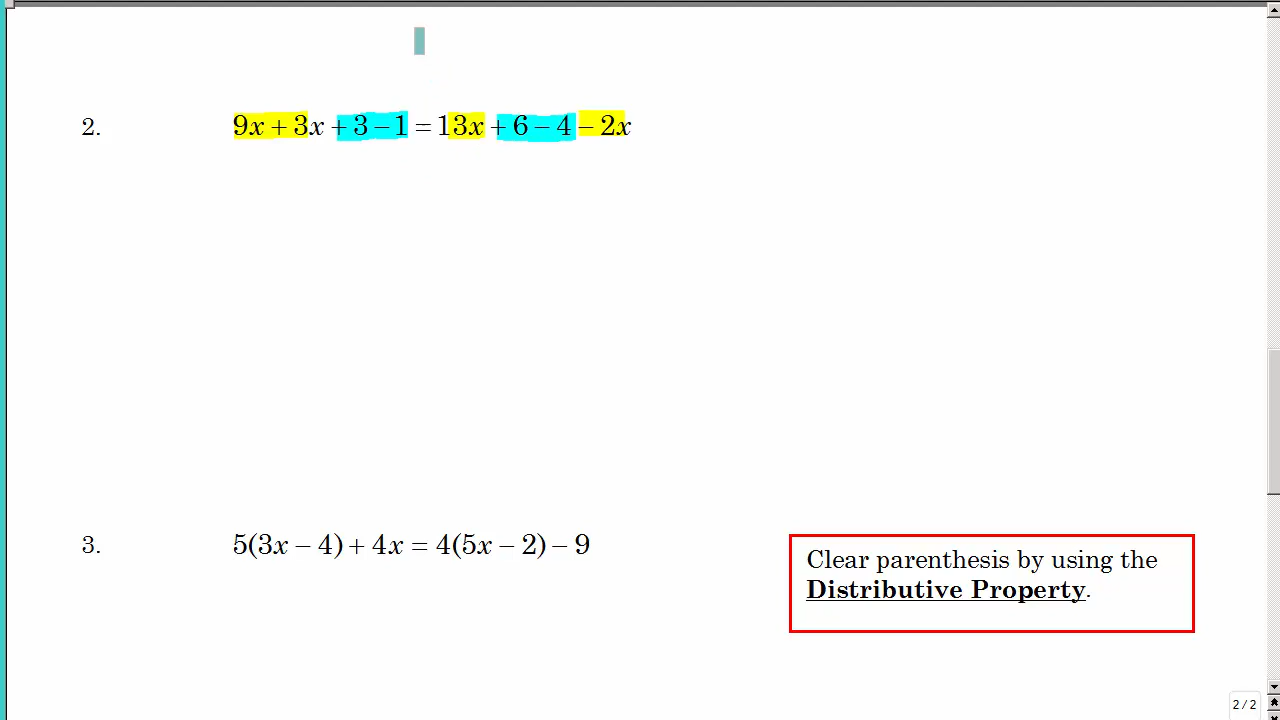 2. 9x + 3x + 3 − 1 = 13x + 6 − 4 − 2x
3. 5(3x − 4) + 4x = 4(5x − 2) − 9
Clear parenthesis by using the
Distributive Property.
2 / 2